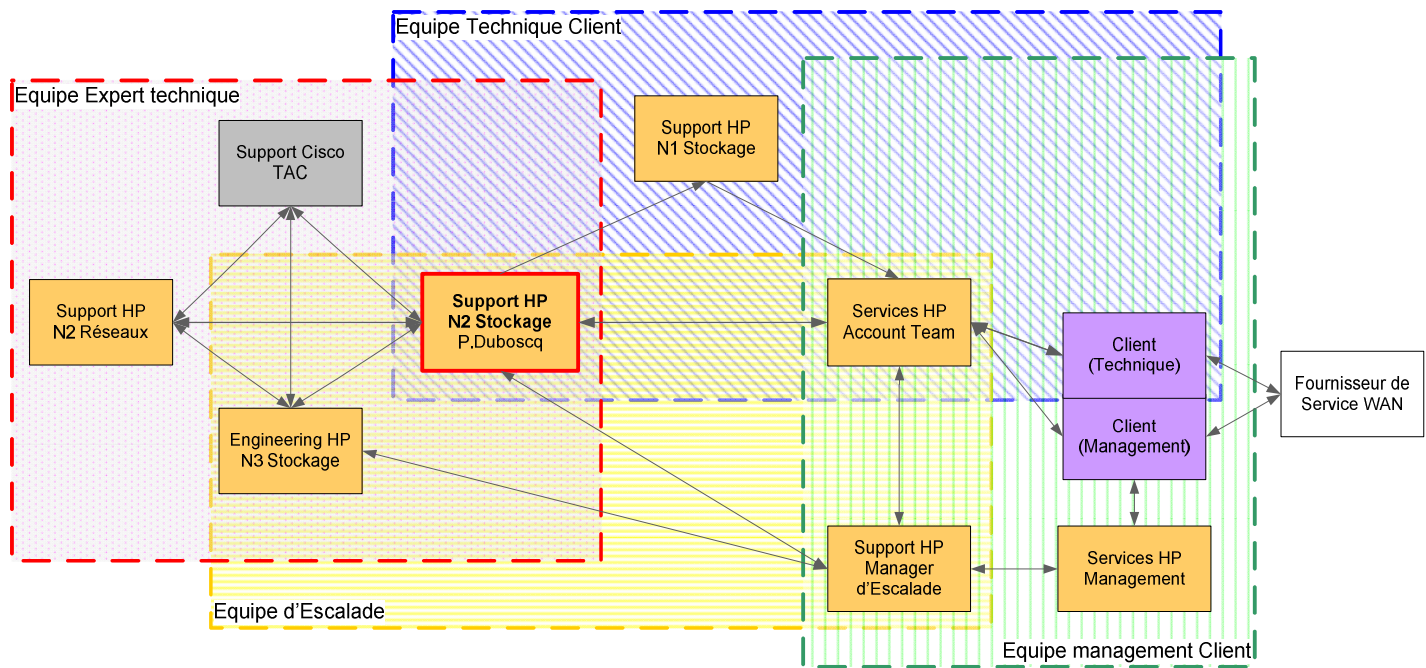 Equipe Technique Client
Equipe Expert technique
Support HP
N1 Stockage
Support Cisco
TAC
Support HP
N2 Réseaux
Support HP
N2 Stockage
P.Duboscq
Services HP
Account Team
Client
(Technique)
Fournisseur de
Service WAN
Client
(Management)
Engineering HP
N3 Stockage
Support HP
Manager
d'Escalade
Services HP
Management
Equipe d'Escalade
Equipe management Client